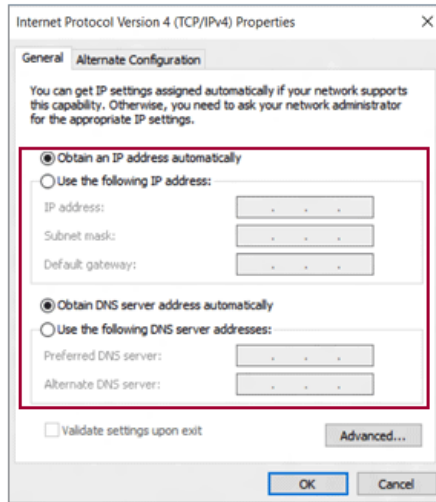 Internet Protocol Version 4 (TCP/IPv4) Properties
General Alternate Configuration
You can get IP settings assigned automatically if your network supports
this capability. Otherwise, you need to ask your network administrator
for the appropriate IP settings.
Obtain an IP address automatically
Use the following IP address:
IP address:
Subnet mask:
Default gateway:
Obtain DNS server address automatically
Use the following DNS server addresses:
Preferred DNS server:
Alternate DNS server:
Validate settings upon exit
Advanced...
OK Cancel